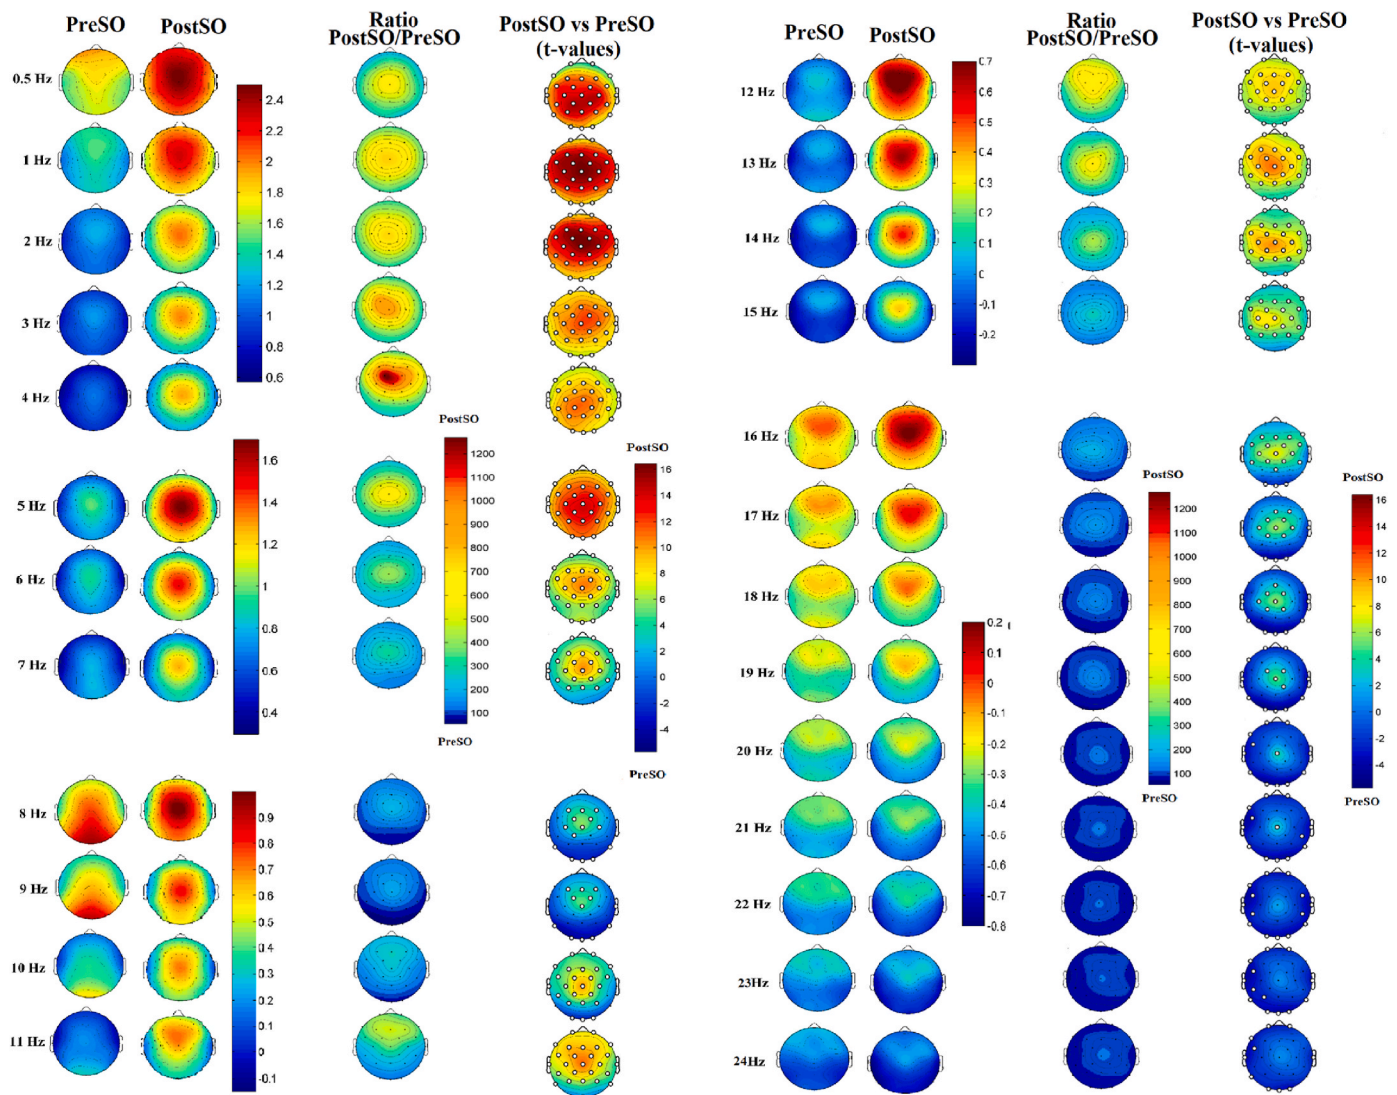 PreSO PostSO Ratio PostSO/PreSO PostSO vs PreSO (t-values)
0.5 Hz
1 Hz
2 Hz
3 Hz
4 Hz
2.4
2.2
2
1.8
1.6
1.4
1.2
1
0.8
0.6
5 Hz
6 Hz
7 Hz
1.6
1.4
1.2
1
0.8
0.6
0.4
PostSO
1200
1000
900
800
700
600
500
400
300
200
100
PreSO
PostSO
16
14
12
10
8
6
4
2
0
-2
-4
PreSO
8 Hz
9 Hz
10 Hz
11 Hz
0.9
0.8
0.7
0.6
0.5
0.4
0.3
0.2
0.1
0
-0.1
PreSO PostSO Ratio PostSO/PreSO PostSO vs PreSO (t-values)
12 Hz
13 Hz
14 Hz
15 Hz
0.7
0.6
0.5
0.4
0.3
0.2
0.1
0
-0.1
-0.2
16 Hz
17 Hz
18 Hz
19 Hz
20 Hz
21 Hz
22 Hz
23Hz
24Hz
0.2
0.1
0
-0.1
-0.2
-0.3
-0.4
-0.5
-0.6
-0.7
-0.8
PostSO
1200
1000
900
800
700
600
500
400
300
200
100
PreSO
PostSO
16
14
12
10
8
6
4
2
0
-2
-4
PreSO